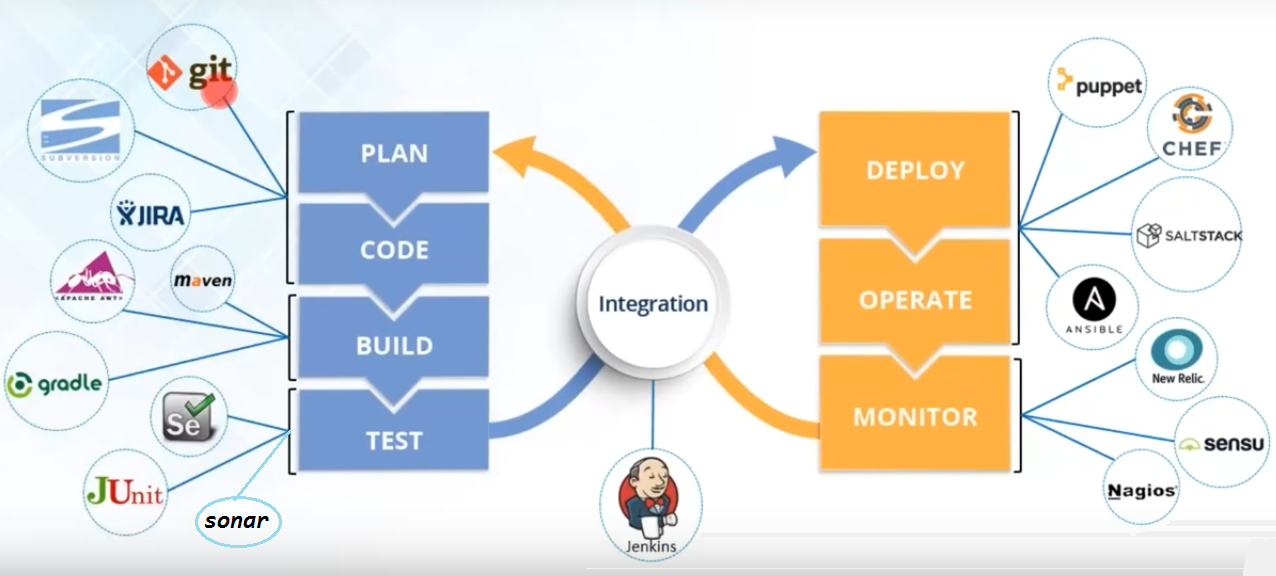 git
SUBVERSION
JIRA
<APACHE ANT>
maven
gradle
Se
JUnit
sonar
PLAN
CODE
BUILD
TEST
Integration
Jenkins
DEPLOY
OPERATE
MONITOR
puppet
CHEF
SALTSTACK
A
ANSIBLE
New Relic.
sensu
Nagios®